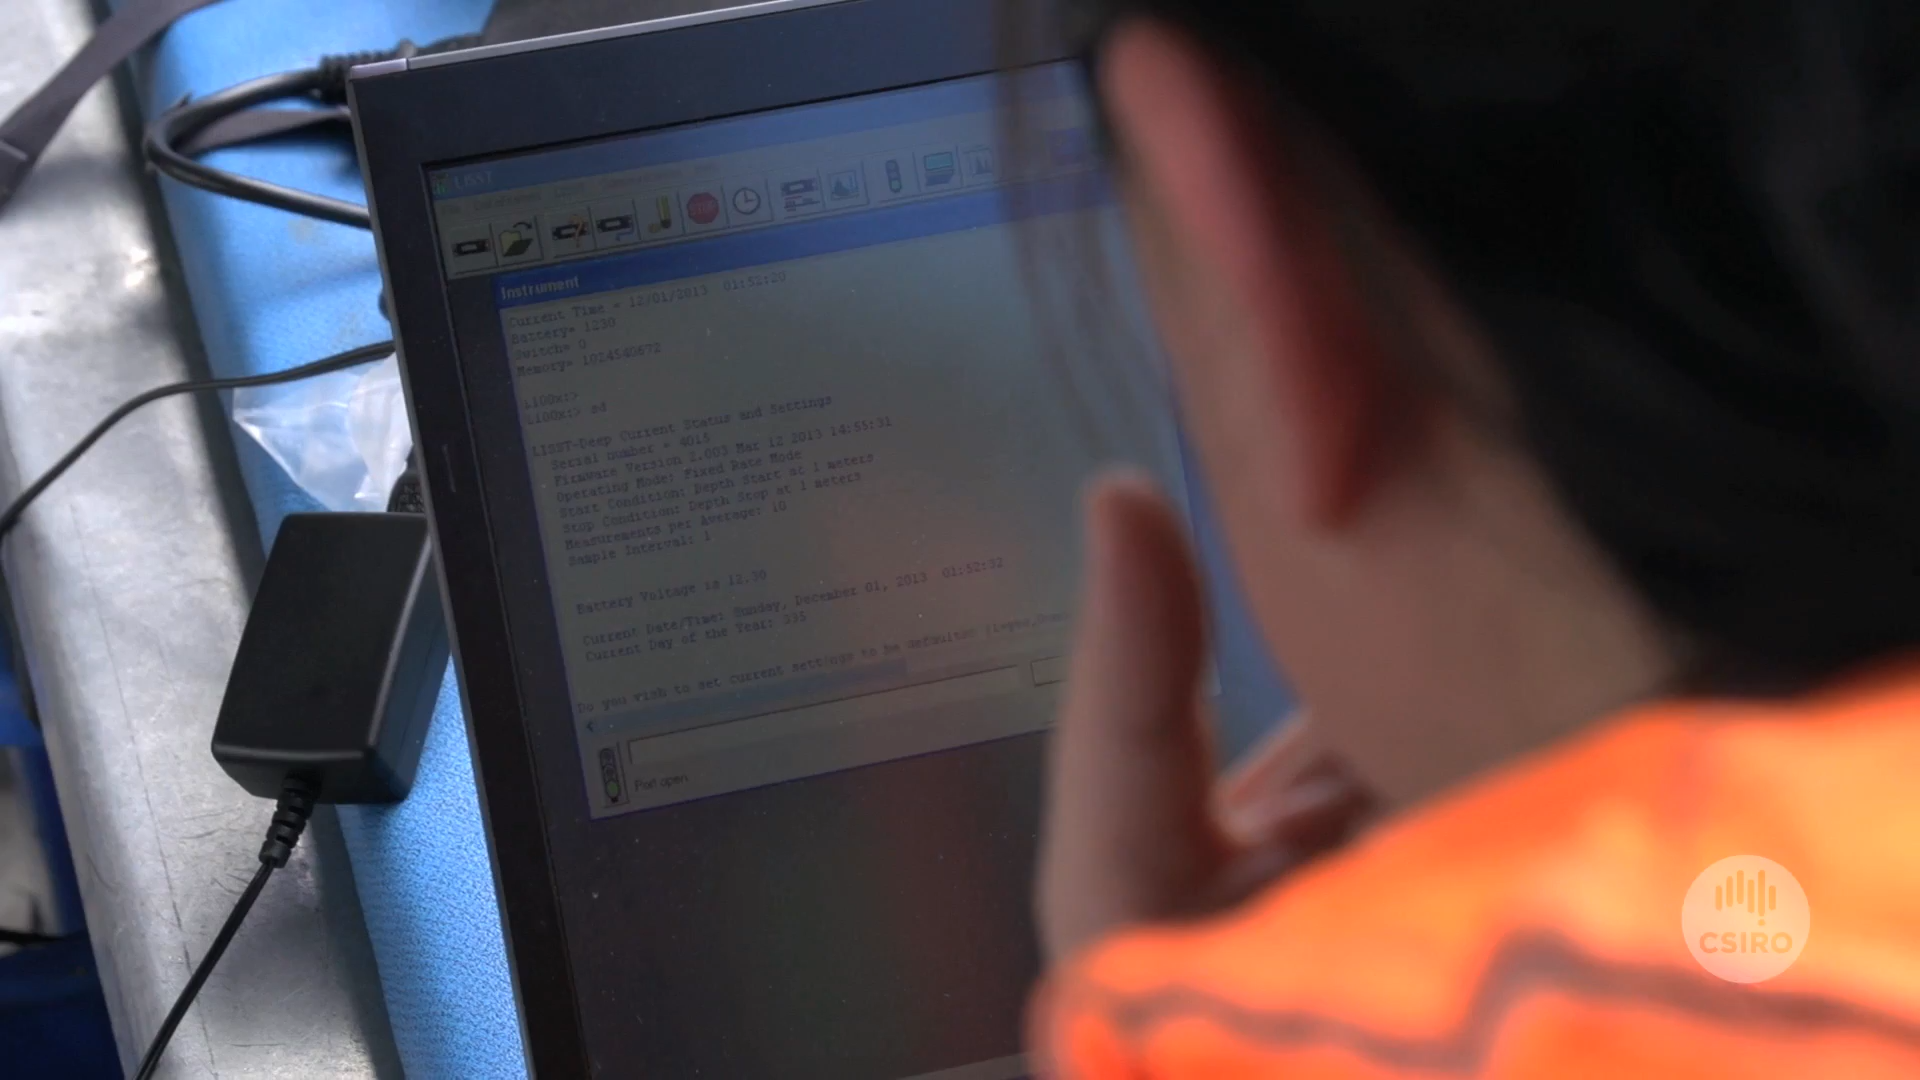 LISST
STOP
Instrument
Current Time = 12/01/2013 01:52:20
Battery= 1230
Switch= 0
Memory= 1024540672
L100x:>
L100x:> sd
LISST-Deep Current Status and Settings
Serial number = 4015
Firmware Version 2.003 Mar 12 2013 14:55:31
Operating Mode: Fixed Rate Mode
Start Condition: Depth Start at 1 meters
Stop Condition: Depth Stop at 1 meters
Measurements per Average: 10
Sample Interval: 1
Battery Voltage is 12.30
Current Date/Time: Sunday, December 01, 2013 01:52:32
Current Day of the Year: 335
Do you wish to set current settings to be defaults?
Port open
CSIRO